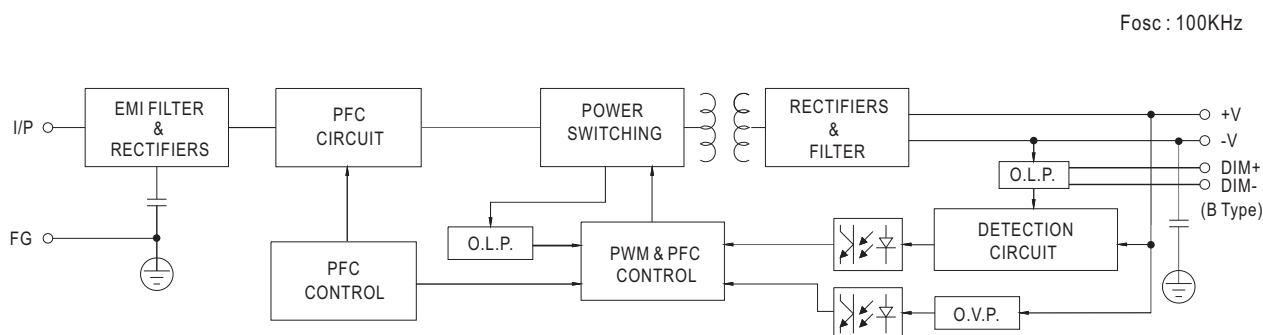 Fosc : 100KHz
I/P
EMI FILTER
&
RECTIFIERS
PFC
CIRCUIT
POWER
SWITCHING
RECTIFIERS
&
FILTER
+V
-V
O.L.P.
DIM+
DIM-
(B Type)
FG
O.L.P.
PFC
CONTROL
PWM & PFC
CONTROL
DETECTION
CIRCUIT
O.V.P.